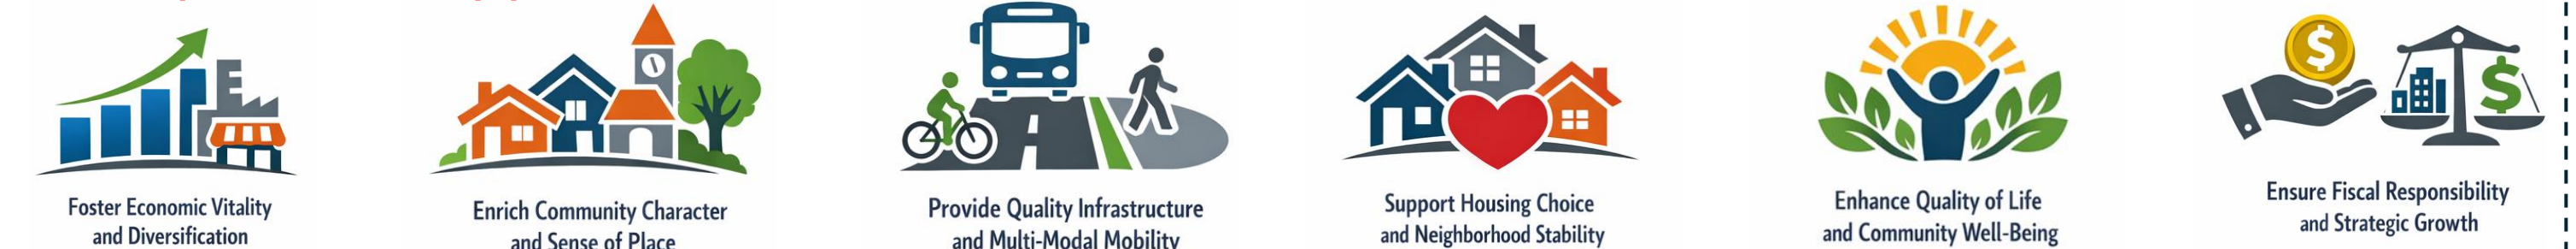 Foster Economic Vitality
and Diversification
Enrich Community Character
and Sense of Place
Provide Quality Infrastructure
and Multi-Modal Mobility
Support Housing Choice
and Neighborhood Stability
Enhance Quality of Life
and Community Well-Being
$
$
Ensure Fiscal Responsibility
and Strategic Growth